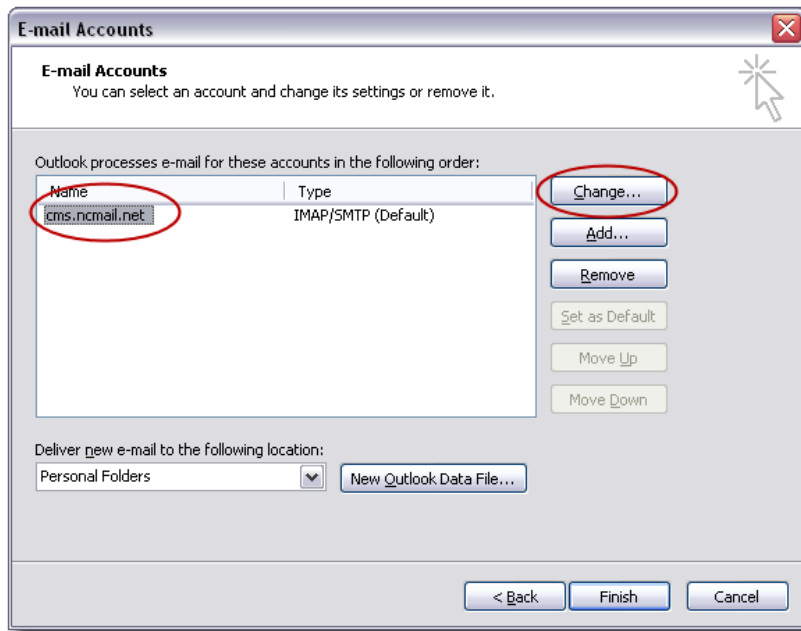 E-mail Accounts
E-mail Accounts
You can select an account and change its settings or remove it.
Outlook processes e-mail for these accounts in the following order:
Name Type
cms.ncmail.net IMAP/SMTP (Default)
Change...
Add...
Remove
Set as Default
Move Up
Move Down
Deliver new e-mail to the following location:
Personal Folders
New Outlook Data File...
< Back Finish Cancel